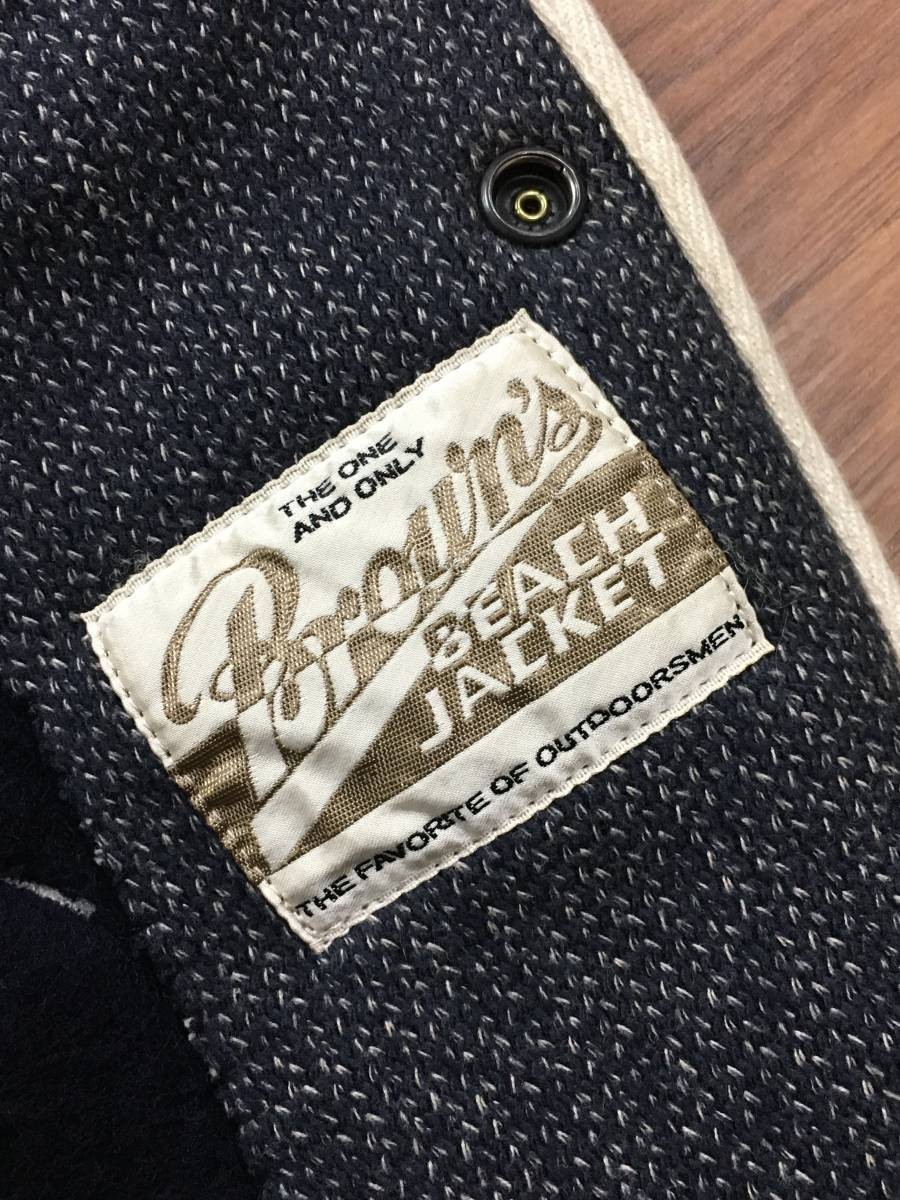 THE ONE
AND ONLY
Brown's
BEACH
JACKET
THE FAVORITE OF OUTDOORSMEN